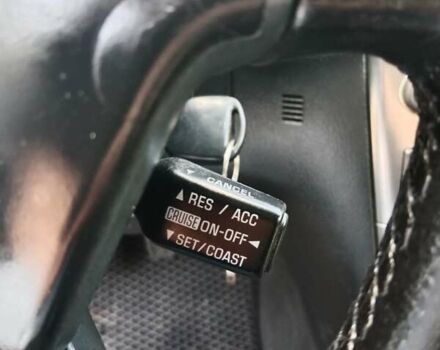 ▼ CANCEL
▲ RES / ACC
CRUISE ON-OFF ◄
▼ SET/COAST